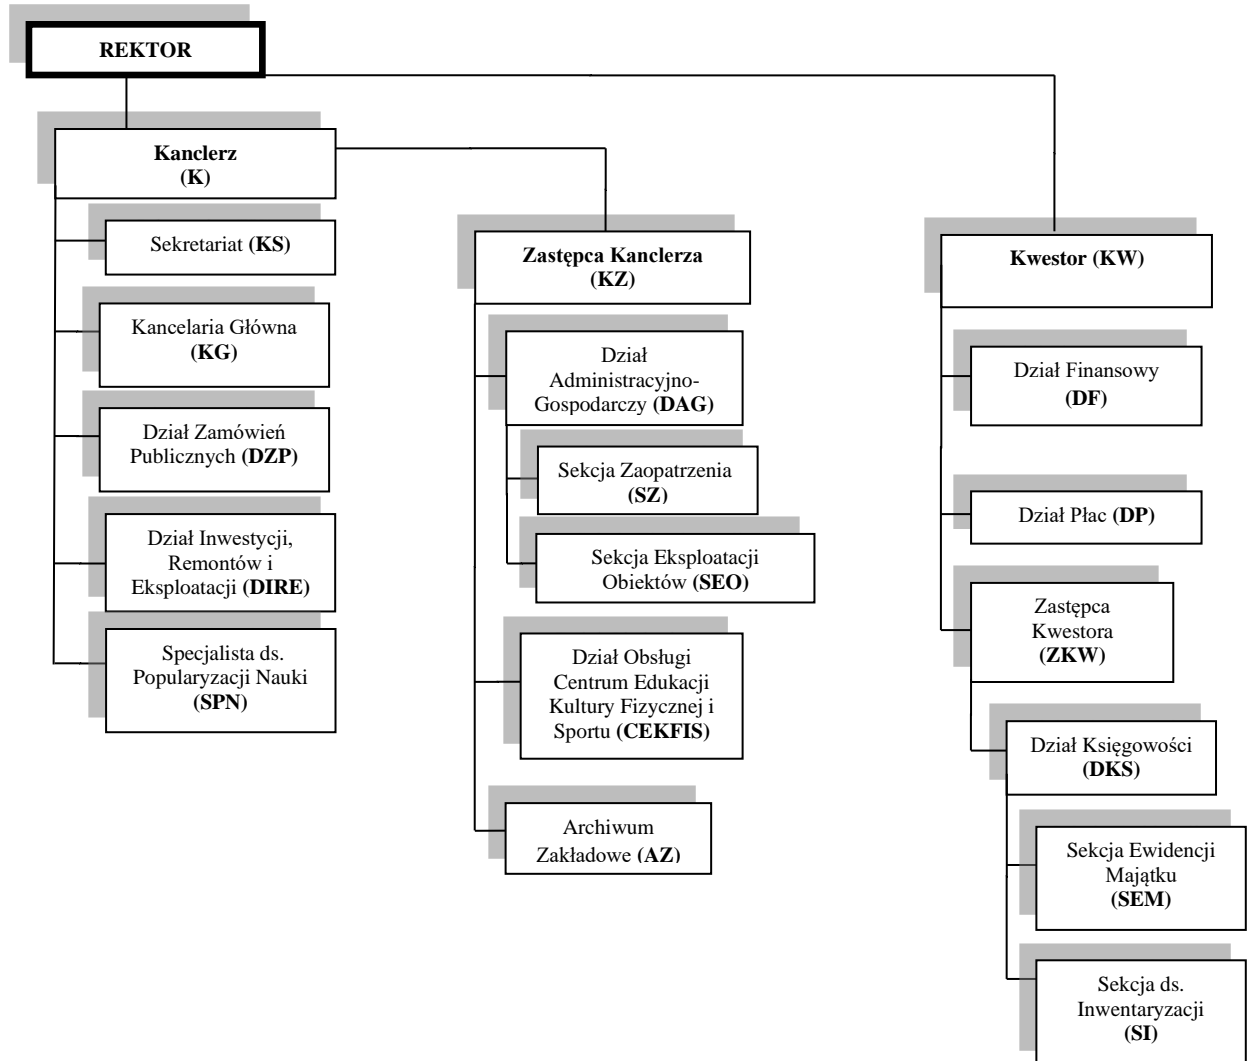 REKTOR
Kanclerz
(K)
Sekretariat (KS)
Kancelaria Główna
(KG)
Dział Zamówień
Publicznych (DZP)
Dział Inwestycji,
Remontów i
Eksploatacji (DIRE)
Specjalista ds.
Popularyzacji Nauki
(SPN)
Zastępca Kanclerza
(KZ)
Dział
Administracyjno-
Gospodarczy (DAG)
Sekcja Zaopatrzenia
(SZ)
Sekcja Eksploatacji
Obiektów (SEO)
Dział Obsługi
Centrum Edukacji
Kultury Fizycznej i
Sportu (CEKFIS)
Archiwum
Zakładowe (AZ)
Kwestor (KW)
Dział Finansowy
(DF)
Dział Płac (DP)
Zastępca
Kwestora
(ZKW)
Dział Księgowości
(DKS)
Sekcja Ewidencji
Majątku
(SEM)
Sekcja ds.
Inwentaryzacji
(SI)